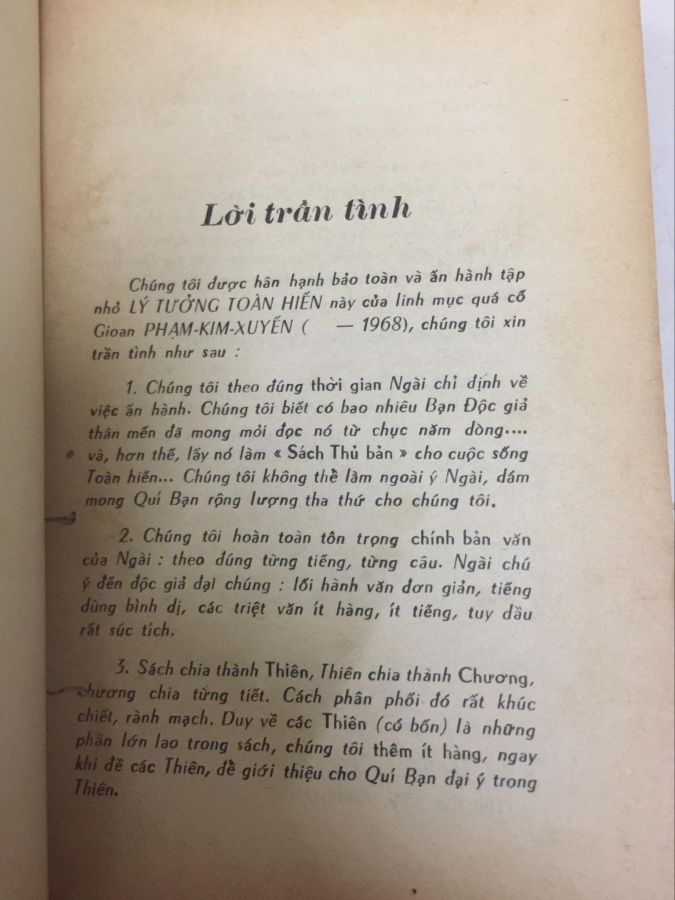 Lời trần tình
Chúng tôi được hân hạnh bảo toàn và ấn hành tập
nhỏ LÝ TƯỞNG TOÀN HIẾN này của linh mục quá cố
Gioan PHẠM-KIM-XUYẾN ( — 1968), chúng tôi xin
trần tình như sau :
1. Chúng tôi theo đúng thời gian Ngài chỉ định về
việc ấn hành. Chúng tôi biết có bao nhiêu Bạn Độc giả
thân mến đã mong mỏi đọc nó từ chục năm dòng....
và, hơn thế, lấy nó làm « Sách Thủ bản » cho cuộc sống
Toàn hiến... Chúng tôi không thể làm ngoài ý Ngài, dám
mong Quí Bạn rộng lượng tha thứ cho chúng tôi.
2. Chúng tôi hoàn toàn tôn trọng chính bản văn
của Ngài : theo đúng từng tiếng, từng câu. Ngài chú
ý đến độc giả đại chúng : lối hành văn đơn giản, tiếng
dùng bình dị, các triệt văn ít hàng, ít tiếng, tuy dầu
rất súc tích.
3. Sách chia thành Thiên, Thiên chia thành Chương,
chương chia từng tiết. Cách phân phối đó rất khúc
chiết, rành mạch. Duy về các Thiên (có bốn) là những
phần lớn lao trong sách, chúng tôi thêm ít hàng, ngay
khi đề các Thiên, để giới thiệu cho Quí Bạn đại ý trong
Thiên.